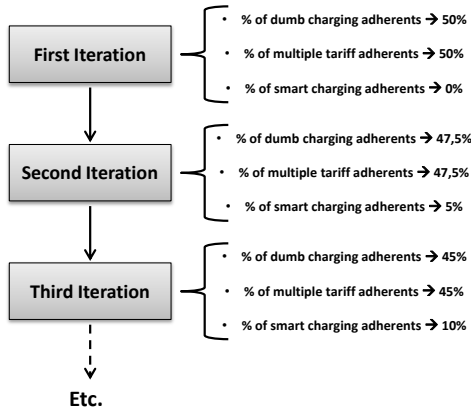 First Iteration
• % of dumb charging adherents → 50%
• % of multiple tariff adherents → 50%
• % of smart charging adherents → 0%
Second Iteration
• % of dumb charging adherents → 47,5%
• % of multiple tariff adherents → 47,5%
• % of smart charging adherents → 5%
Third Iteration
• % of dumb charging adherents → 45%
• % of multiple tariff adherents → 45%
• % of smart charging adherents → 10%
Etc.